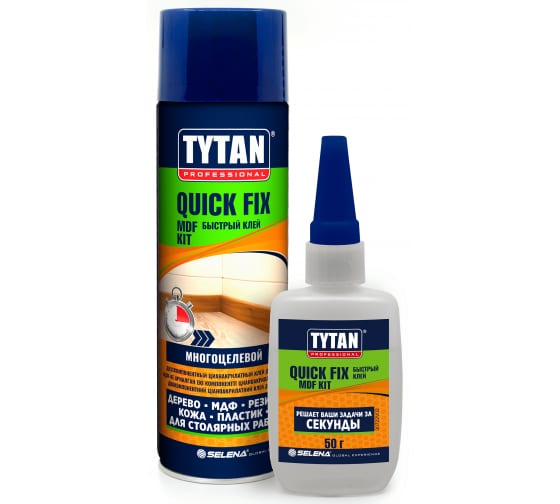 TYTAN®
PROFESSIONAL
QUICK FIX
MDF БЫСТРЫЙ КЛЕЙ
KIT
МНОГОЦЕЛЕВОЙ
ДЕРЕВО • МДФ • РЕЗИ
КОЖА • ПЛАСТИК •
ДЛЯ СТОЛЯРНЫХ РАБ
SELENA GLOBAL
TYTAN®
PROFESSIONAL
QUICK FIX БЫСТРЫЙ
MDF KIT КЛЕЙ
РЕШАЕТ ВАШИ ЗАДАЧИ ЗА
СЕКУНДЫ
50 г
SELENA GLOBAL EXPERIENCE